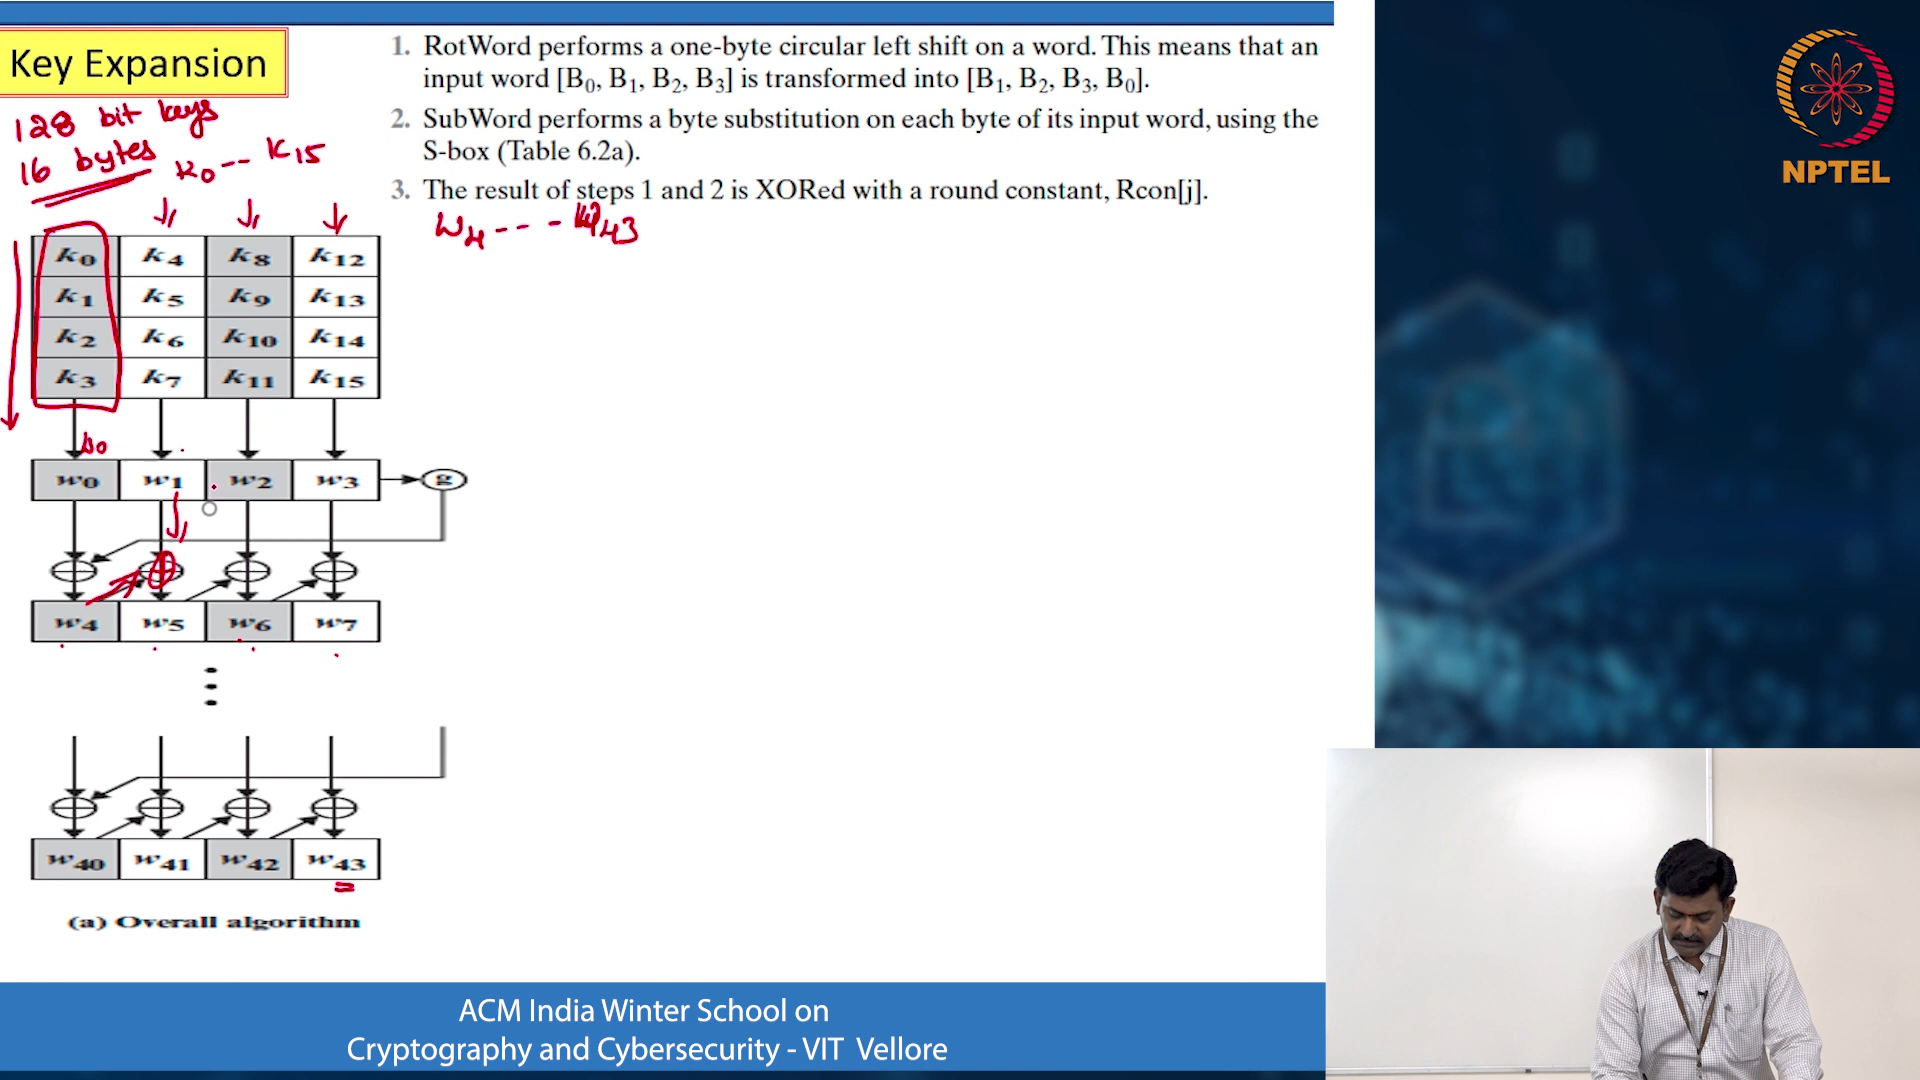 Key Expansion
1. RotWord performs a one-byte circular left shift on a word. This means that an
input word [B₀, B₁, B₂, B₃] is transformed into [B₁, B₂, B₃, B₀].
2. SubWord performs a byte substitution on each byte of its input word, using the
S-box (Table 6.2a).
3. The result of steps 1 and 2 is XORed with a round constant, Rcon[j].
128 bit keys
16 bytes
K₀ -- K₁₅
W₄ --- W₄₃
k₀ k₄ k₈ k₁₂
k₁ k₅ k₉ k₁₃
k₂ k₆ k₁₀ k₁₄
k₃ k₇ k₁₁ k₁₅
w₀ w₁ w₂ w₃ g
w₄ w₅ w₆ w₇
w₄₀ w₄₁ w₄₂ w₄₃
(a) Overall algorithm
NPTEL
ACM India Winter School on
Cryptography and Cybersecurity - VIT Vellore